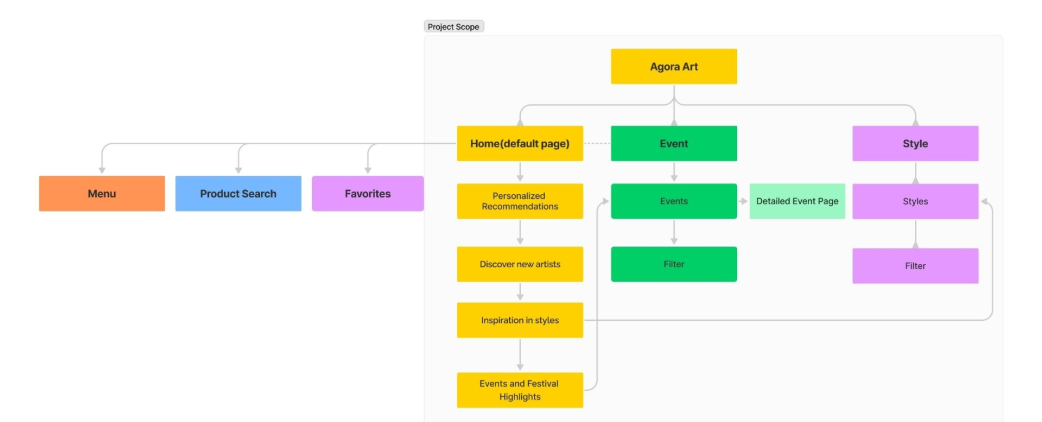 Project Scope
Agora Art
Home(default page)
Event
Style
Menu
Product Search
Favorites
Personalized
Recommendations
Events
Detailed Event Page
Styles
Discover new artists
Filter
Filter
Inspiration in styles
Events and Festival
Highlights